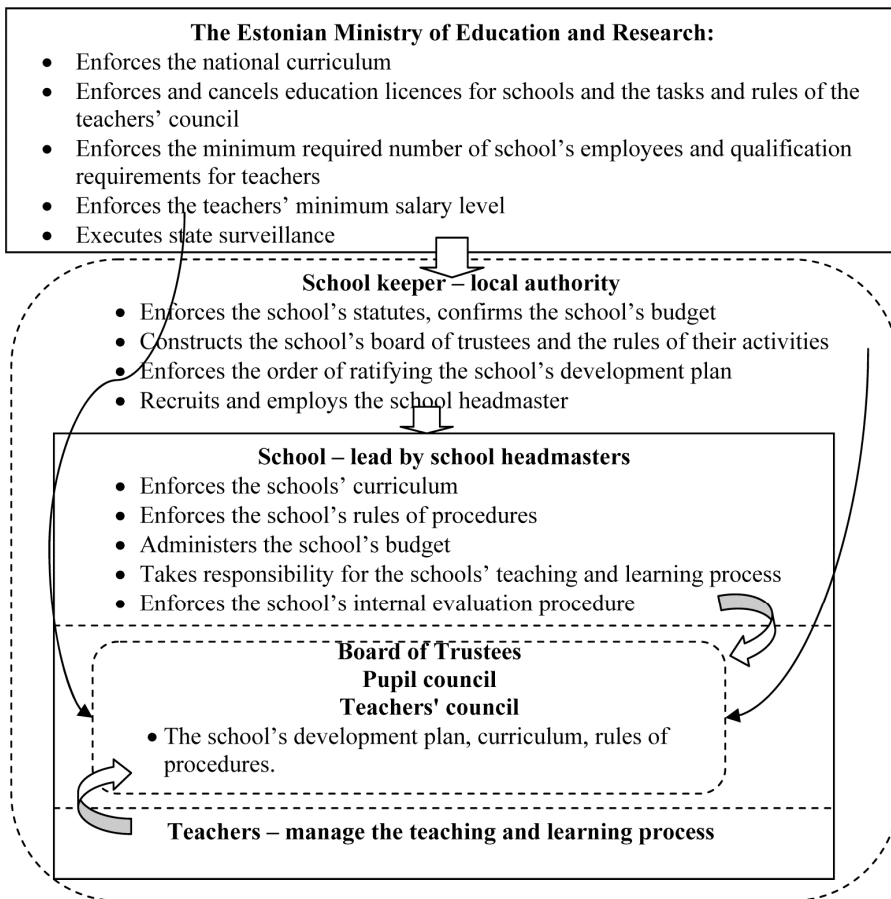 The Estonian Ministry of Education and Research:
• Enforces the national curriculum
• Enforces and cancels education licences for schools and the tasks and rules of the
teachers’ council
• Enforces the minimum required number of school’s employees and qualification
requirements for teachers
• Enforces the teachers’ minimum salary level
• Executes state surveillance
School keeper – local authority
• Enforces the school’s statutes, confirms the school’s budget
• Constructs the school’s board of trustees and the rules of their activities
• Enforces the order of ratifying the school’s development plan
• Recruits and employs the school headmaster
School – lead by school headmasters
• Enforces the schools’ curriculum
• Enforces the school’s rules of procedures
• Administers the school’s budget
• Takes responsibility for the schools’ teaching and learning process
• Enforces the school’s internal evaluation procedure
Board of Trustees
Pupil council
Teachers' council
• The school’s development plan, curriculum, rules of
procedures.
Teachers – manage the teaching and learning process